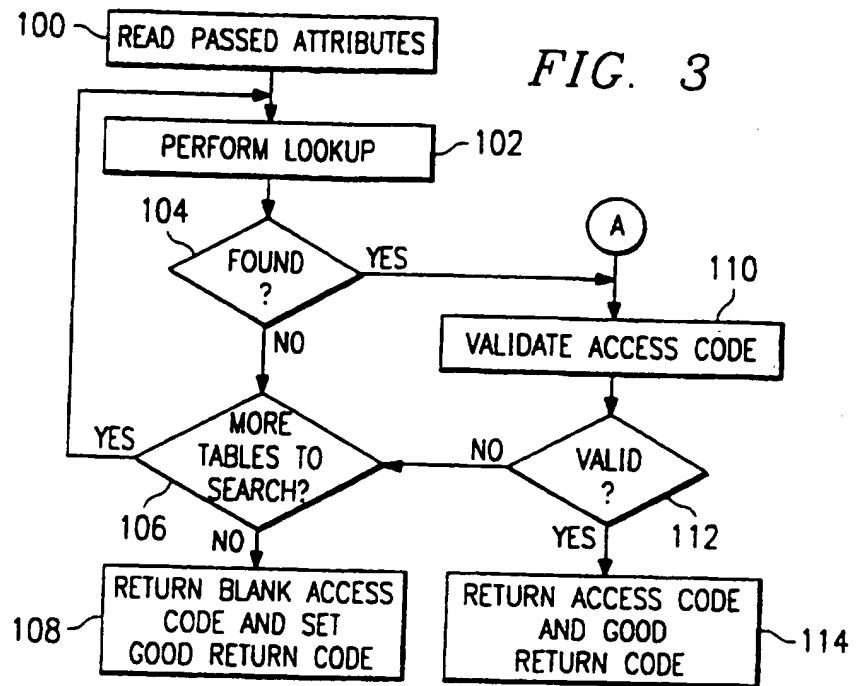 100
READ PASSED ATTRIBUTES
FIG. 3
PERFORM LOOKUP
102
104
FOUND
?
YES
NO
A
110
VALIDATE ACCESS CODE
MORE
TABLES TO
SEARCH?
YES
106
NO
NO
VALID
?
112
YES
108
RETURN BLANK ACCESS
CODE AND SET
GOOD RETURN CODE
RETURN ACCESS CODE
AND GOOD
RETURN CODE
114